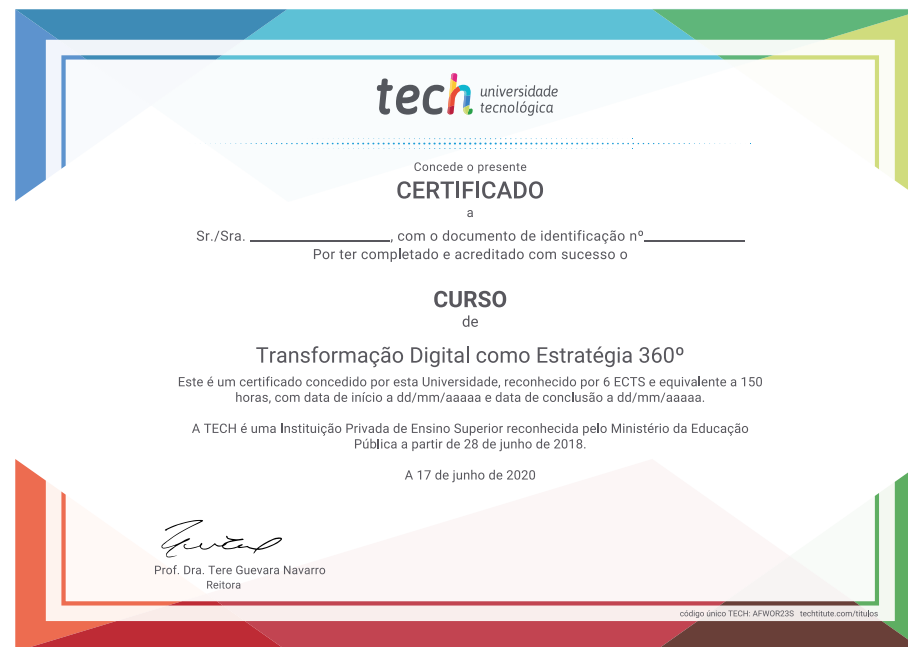 tech universidade
tecnológica
Concede o presente
CERTIFICADO
a
Sr./Sra. ________________, com o documento de identificação nº____________
Por ter completado e acreditado com sucesso o
CURSO
de
Transformação Digital como Estratégia 360º
Este é um certificado concedido por esta Universidade, reconhecido por 6 ECTS e equivalente a 150
horas, com data de início a dd/mm/aaaaa e data de conclusão a dd/mm/aaaaa.
A TECH é uma Instituição Privada de Ensino Superior reconhecida pelo Ministério da Educação
Pública a partir de 28 de junho de 2018.
A 17 de junho de 2020
Prof. Dra. Tere Guevara Navarro
Reitora
código único TECH: AFWOR23S techtitute.com/titulos